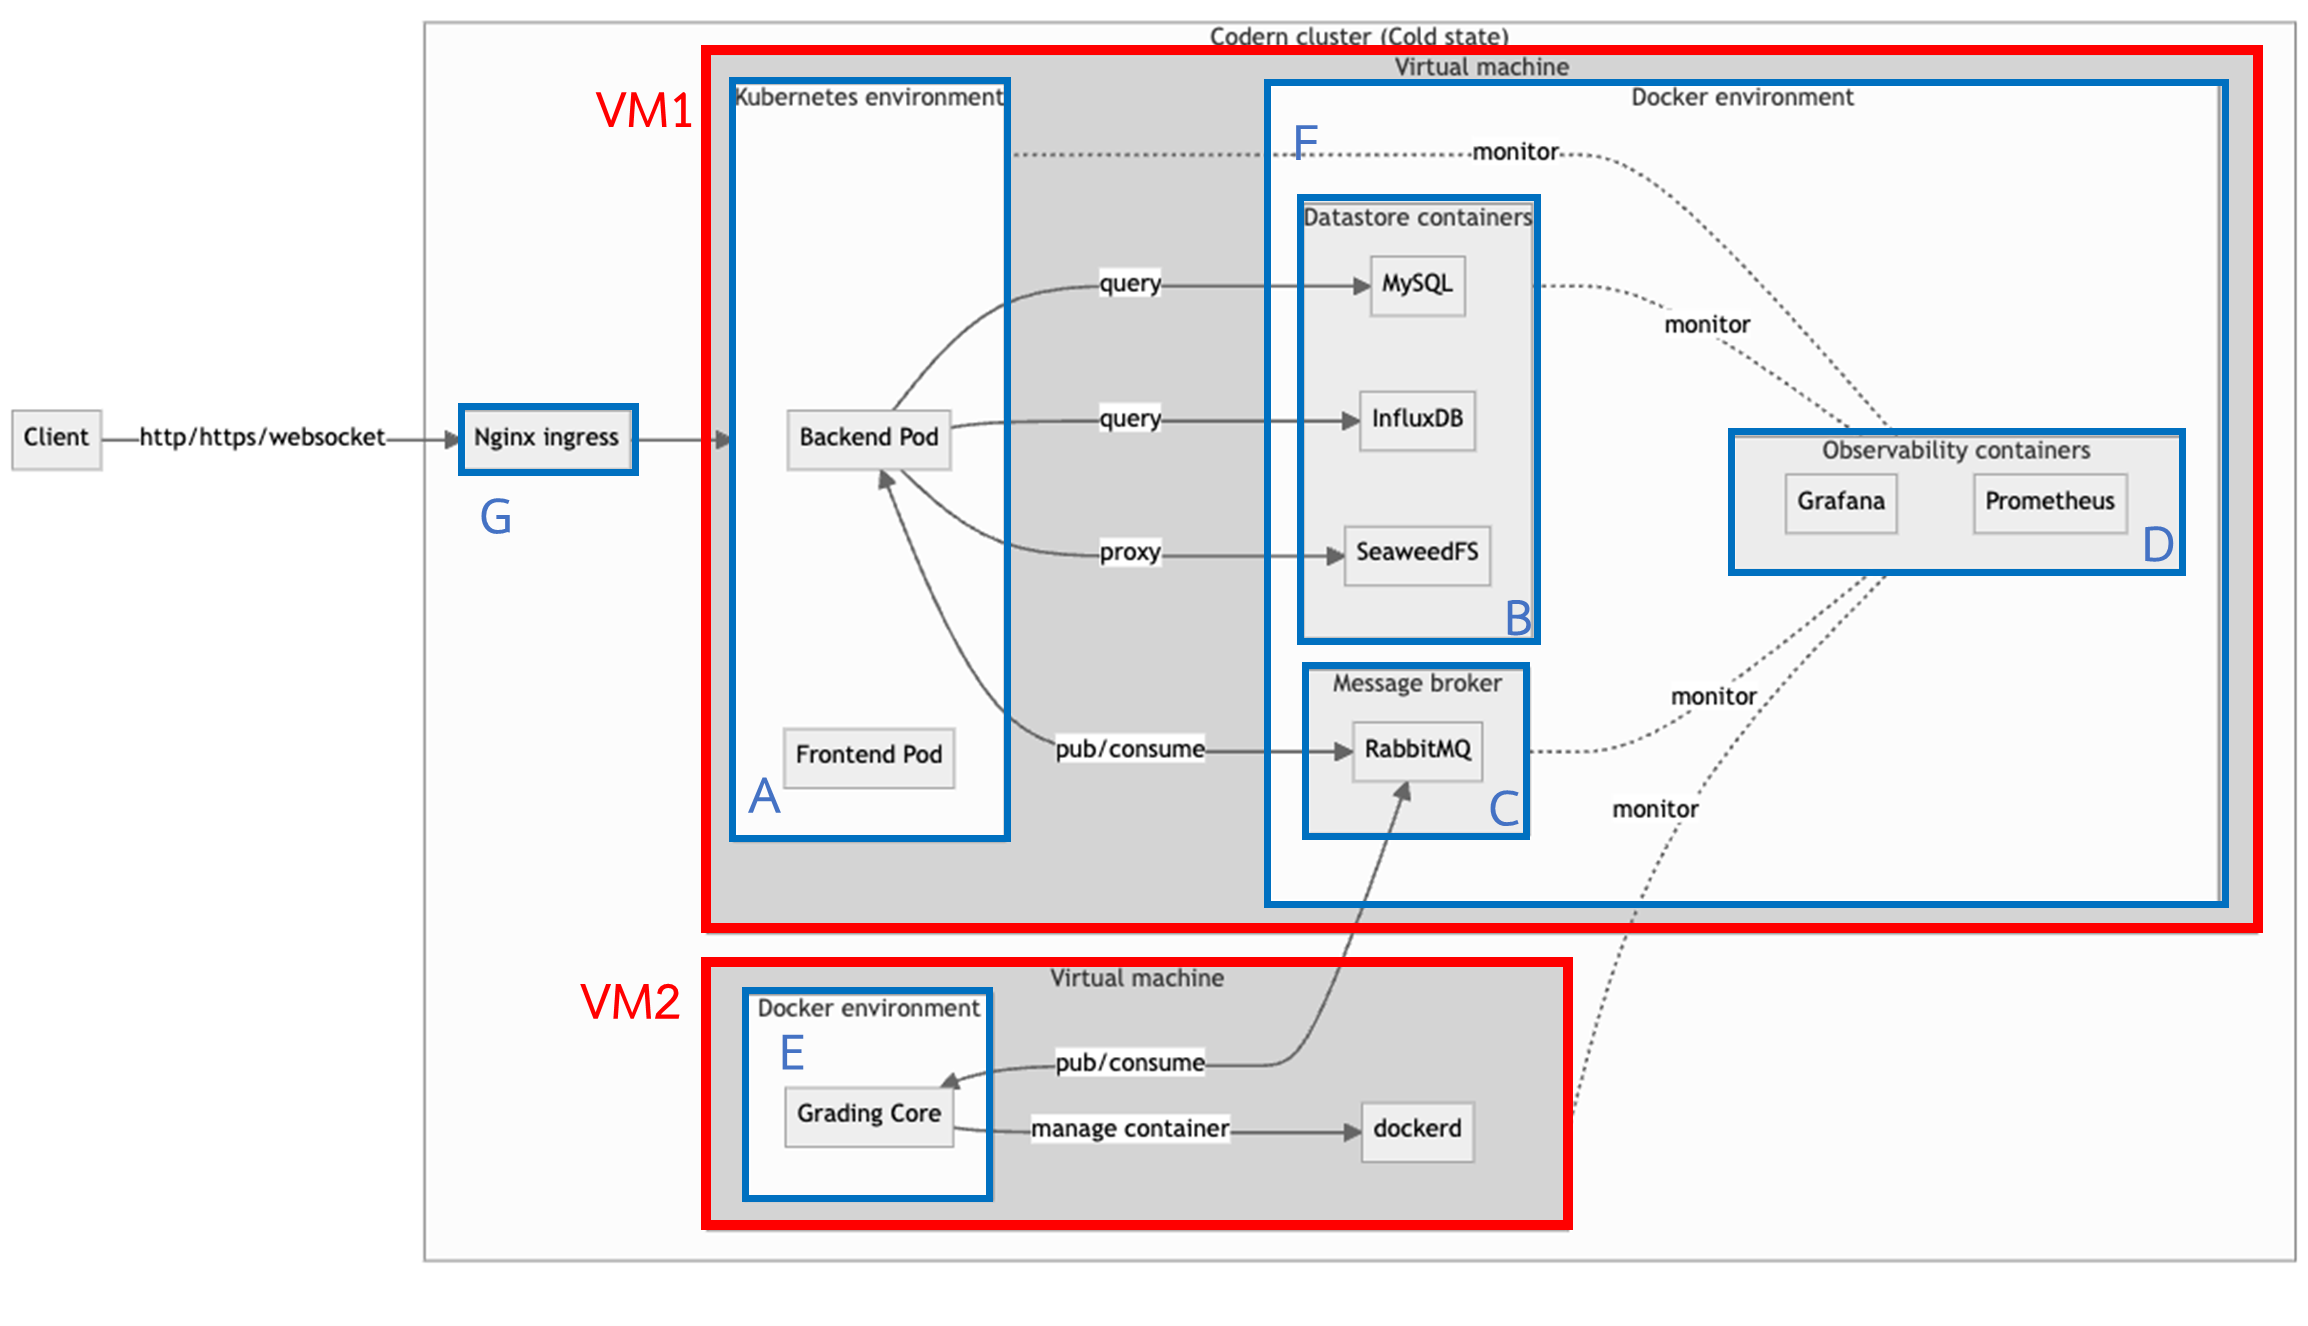 Codern cluster (Cold state)
Virtual machine
VM1
Kubernetes environment
Docker environment
F
monitor
Datastore containers
query
MySQL
monitor
Client
http/https/websocket
Nginx ingress
G
Backend Pod
query
InfluxDB
Observability containers
Grafana
Prometheus
D
proxy
SeaweedFS
B
Message broker
monitor
pub/consume
RabbitMQ
Frontend Pod
A
C
monitor
Virtual machine
VM2
Docker environment
E
pub/consume
Grading Core
manage container
dockerd